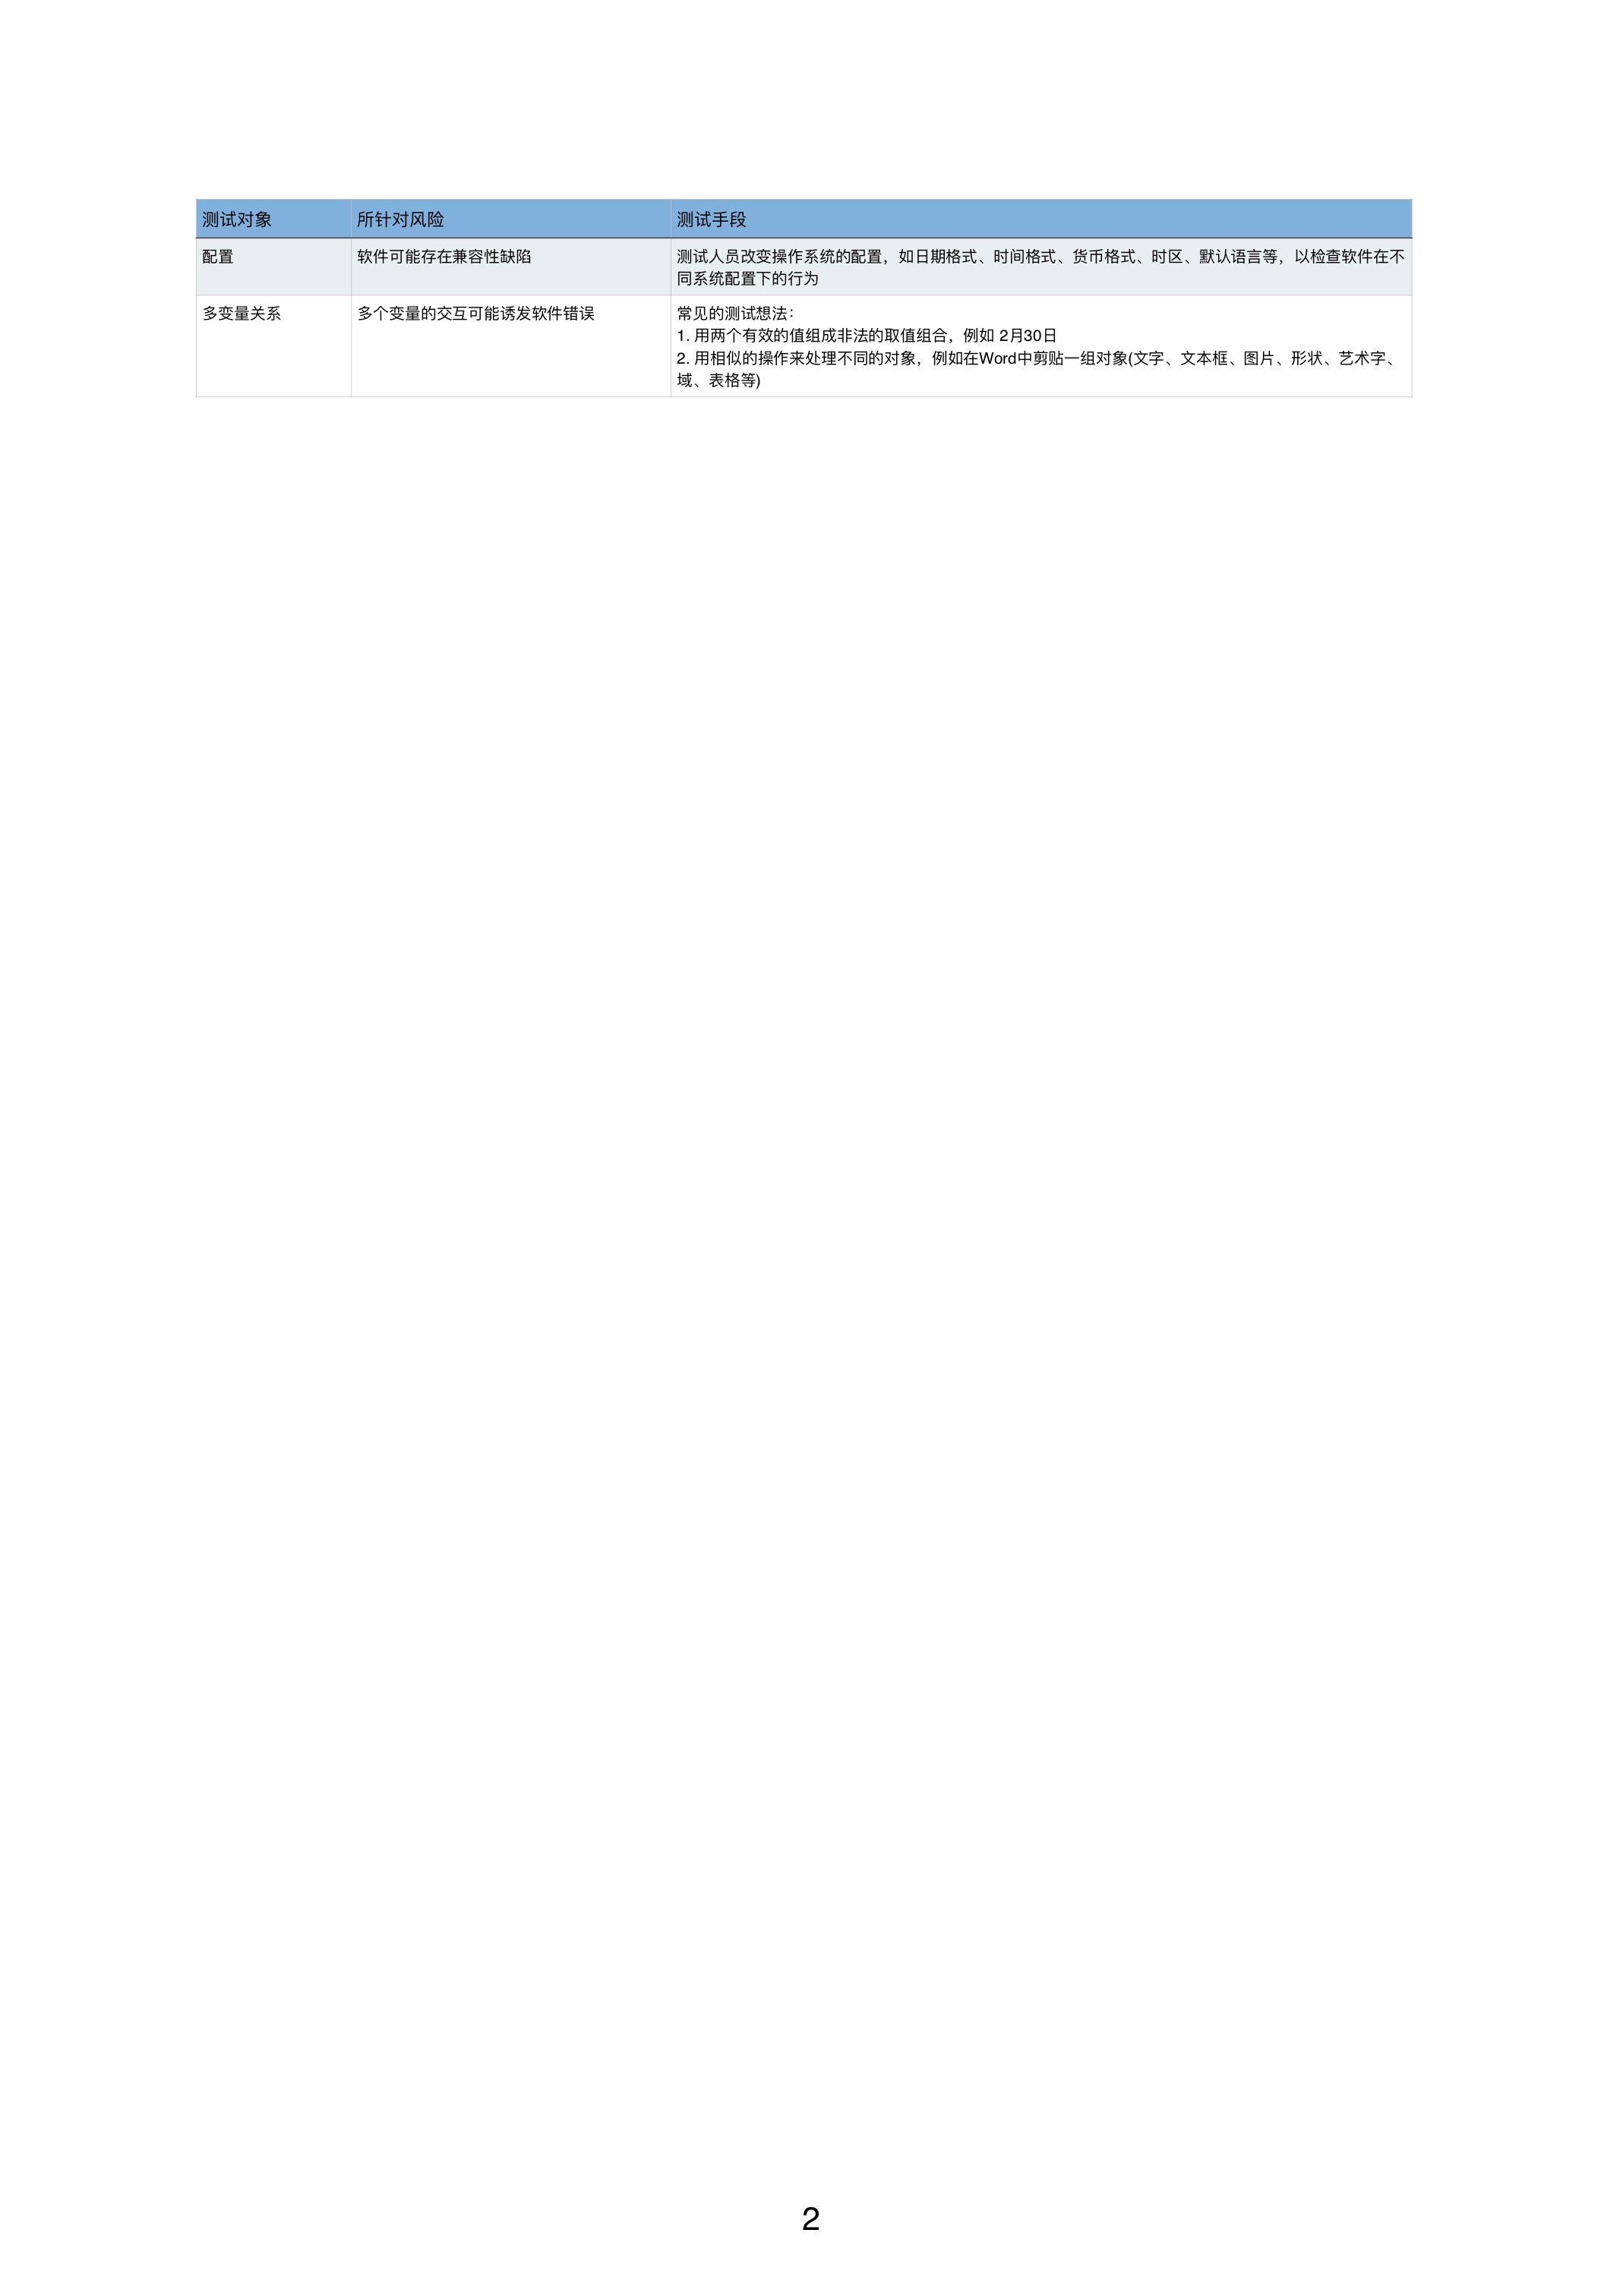 测试对象 所针对风险 测试手段
配置 软件可能存在兼容性缺陷 测试人员改变操作系统的配置，如日期格式、时间格式、货币格式、时区、默认语言等，以检查软件在不
同系统配置下的行为
多变量关系 多个变量的交互可能诱发软件错误 常见的测试想法：
1. 用两个有效的值组成非法的取值组合，例如 2月30日
2. 用相似的操作来处理不同的对象，例如在Word中剪贴一组对象(文字、文本框、图片、形状、艺术字、
域、表格等)
2